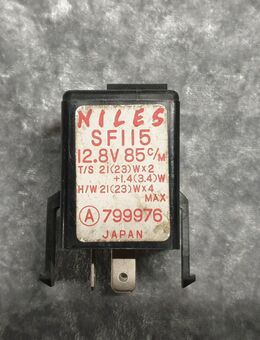 NILES
SF115
12.8V 85c/M
T/S 21(23)W×2
+1.4(3.4)W
H/W 21(23)W×4
MAX
Ⓐ 799976
JAPAN